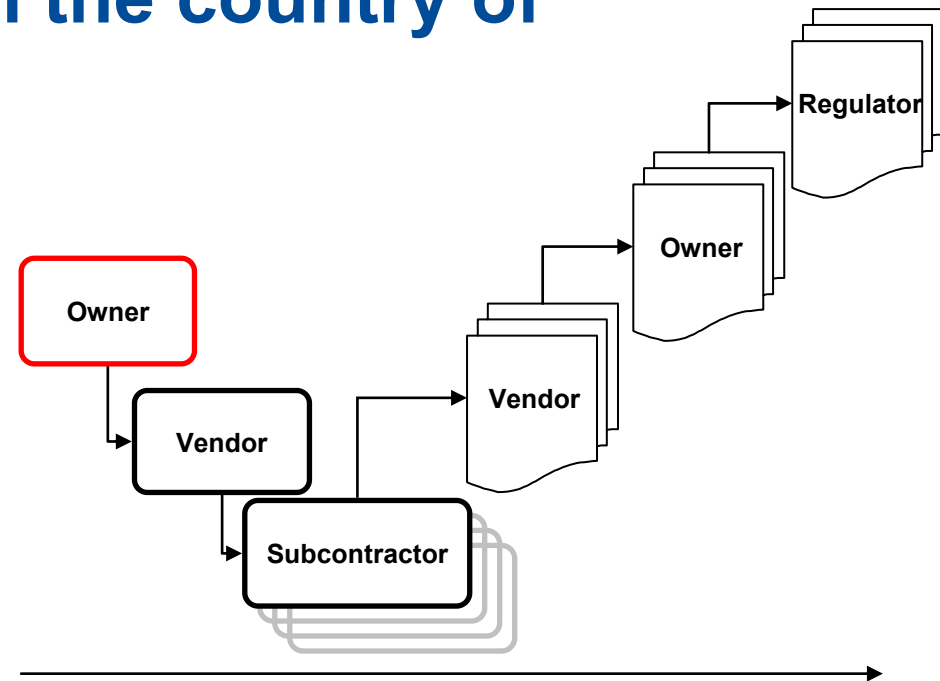 the country of
Regulator
Owner
Owner
Vendor
Vendor
Subcontractor